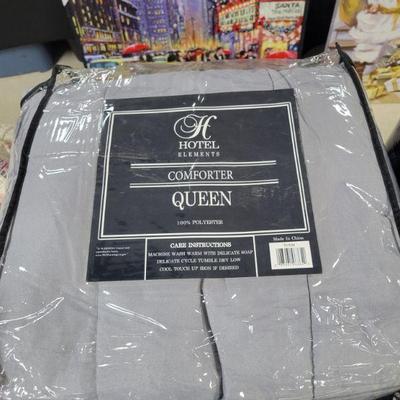 SANTA
H
HOTEL
ELEMENTS
COMFORTER
QUEEN
100% POLYESTER
CARE INSTRUCTIONS
MACHINE WASH WARM WITH DELICATE SOAP
DELICATE CYCLE TUMBLE DRY LOW
COOL TOUCH UP IRON IF DESIRED
Made In China